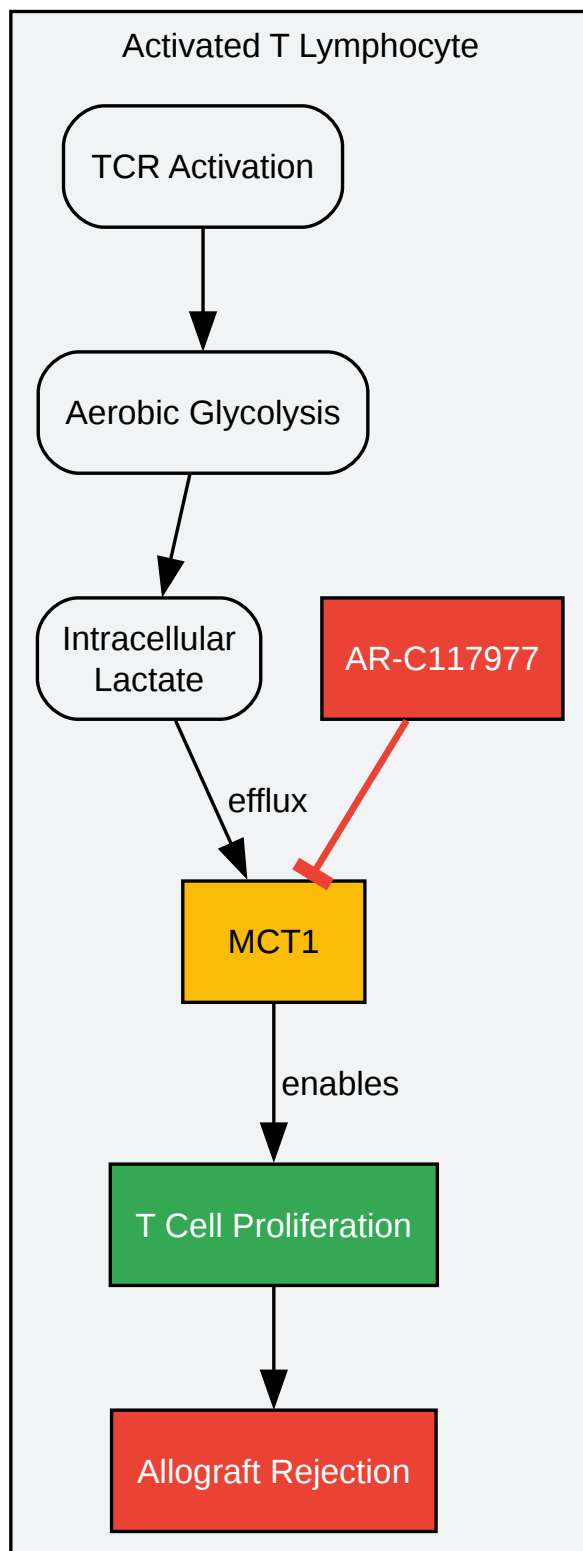 Activated T Lymphocyte
TCR Activation
Aerobic Glycolysis
Intracellular
Lactate
AR-C117977
efflux
MCT1
enables
T Cell Proliferation
Allograft Rejection